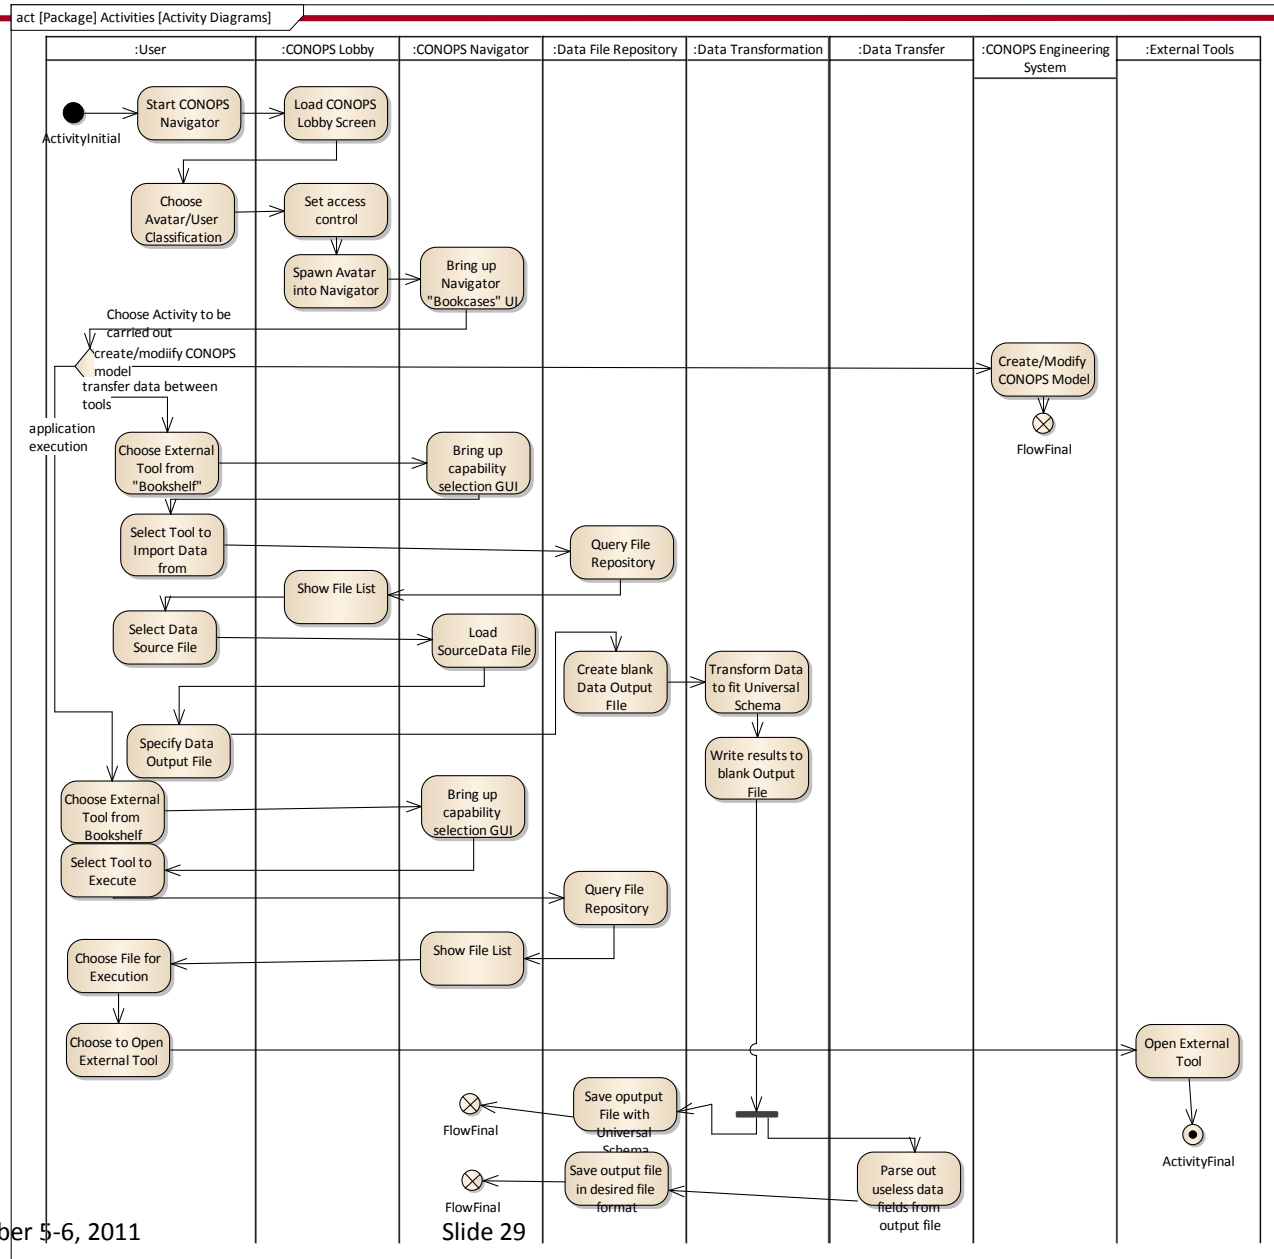 act [Package] Activities [Activity Diagrams]
:User
:CONOPS Lobby
:CONOPS Navigator
:Data File Repository
:Data Transformation
:Data Transfer
:CONOPS Engineering
System
:External Tools
ActivityInitial
Start CONOPS
Navigator
Load CONOPS
Lobby Screen
Choose
Avatar/User
Classification
Set access
control
Spawn Avatar
into Navigator
Bring up
Navigator
"Bookcases" UI
Choose Activity to be
carried out
create/modiify CONOPS
model
transfer data between
tools
application
execution
Create/Modify
CONOPS Model
FlowFinal
Choose External
Tool from
"Bookshelf"
Bring up
capability
selection GUI
Select Tool to
Import Data
from
Query File
Repository
Show File List
Select Data
Source File
Load
SourceData File
Create blank
Data Output
FIle
Transform Data
to fit Universal
Schema
Specify Data
Output File
Write results to
blank Output
File
Choose External
Tool from
Bookshelf
Bring up
capability
selection GUI
Select Tool to
Execute
Query File
Repository
Show File List
Choose File for
Execution
Choose to Open
External Tool
Open External
Tool
ActivityFinal
Save oputput
File with
Universal
Schema
FlowFinal
Save output file
in desired file
format
FlowFinal
Parse out
useless data
fields from
output file
ber 5-6, 2011
Slide 29